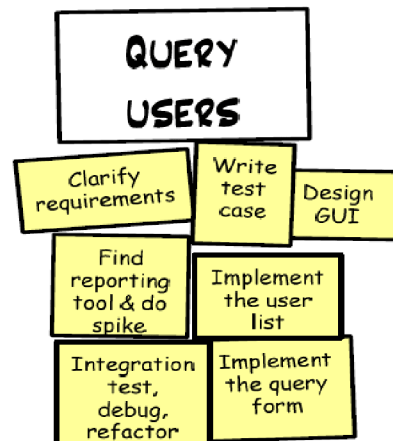 QUERY
USERS
Clarify
requirements
Write
test
case
Design
GUI
Find
reporting
tool & do
spike
Implement
the user
list
Integration
test,
debug,
refactor
Implement
the query
form